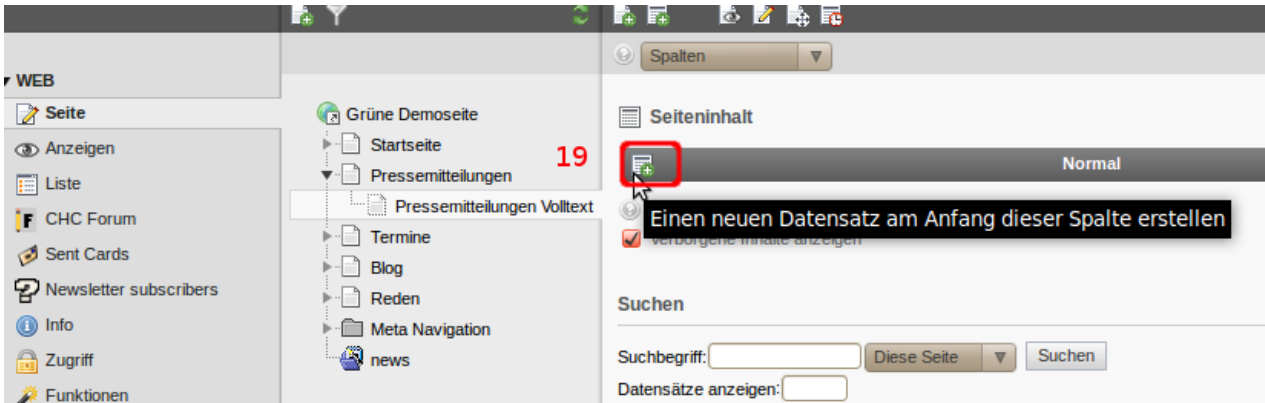 Spalten
WEB
Seite
Anzeigen
Liste
CHC Forum
Sent Cards
Newsletter subscribers
Info
Zugriff
Funktionen
Grüne Demoseite
Startseite
Pressemitteilungen
Pressemitteilungen Volltext
Termine
Blog
Reden
Meta Navigation
news
19
Seiteninhalt
Normal
Einen neuen Datensatz am Anfang dieser Spalte erstellen
Verborgene Inhalte anzeigen
Suchen
Suchbegriff: Diese Seite Suchen
Datensätze anzeigen: